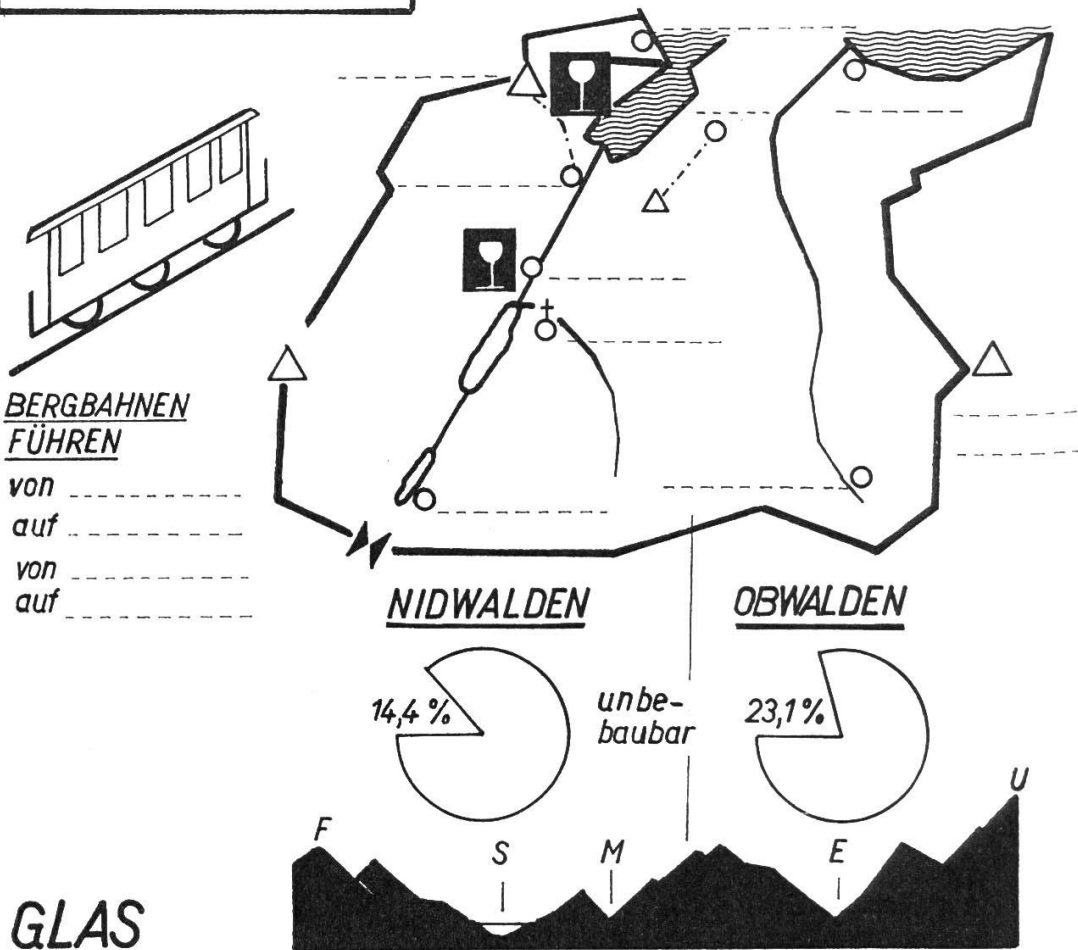 BERGBAHNEN
FÜHREN
von
auf
von
auf
NIDWALDEN
OBWALDEN
14,4 %
unbe-
baubar
23,1 %
F
S
M
E
U
GLAS